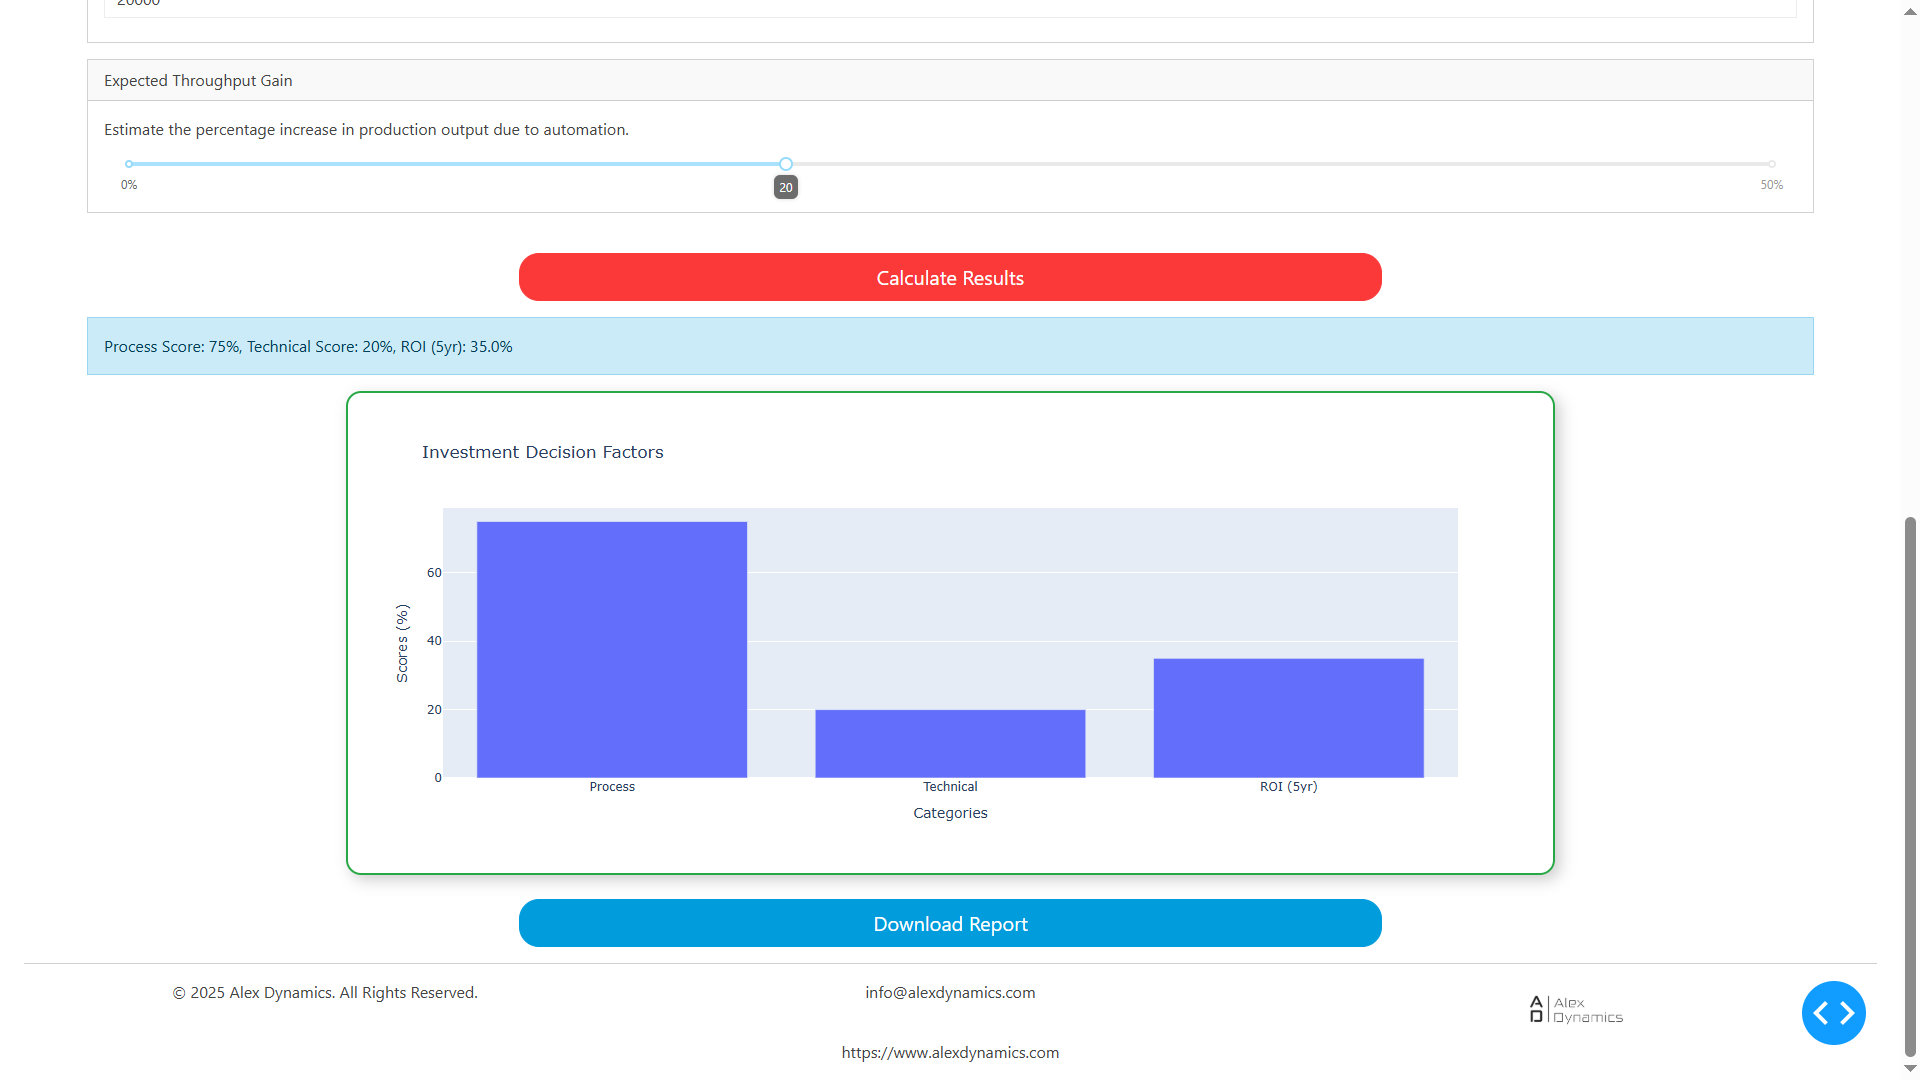 20000
Expected Throughput Gain
Estimate the percentage increase in production output due to automation.
0%
20
50%
Calculate Results
Process Score: 75%, Technical Score: 20%, ROI (5yr): 35.0%
Investment Decision Factors
Scores (%)
60
40
20
0
Process
Technical
ROI (5yr)
Categories
Download Report
© 2025 Alex Dynamics. All Rights Reserved.
info@alexdynamics.com
https://www.alexdynamics.com
AD
Alex
Dynamics